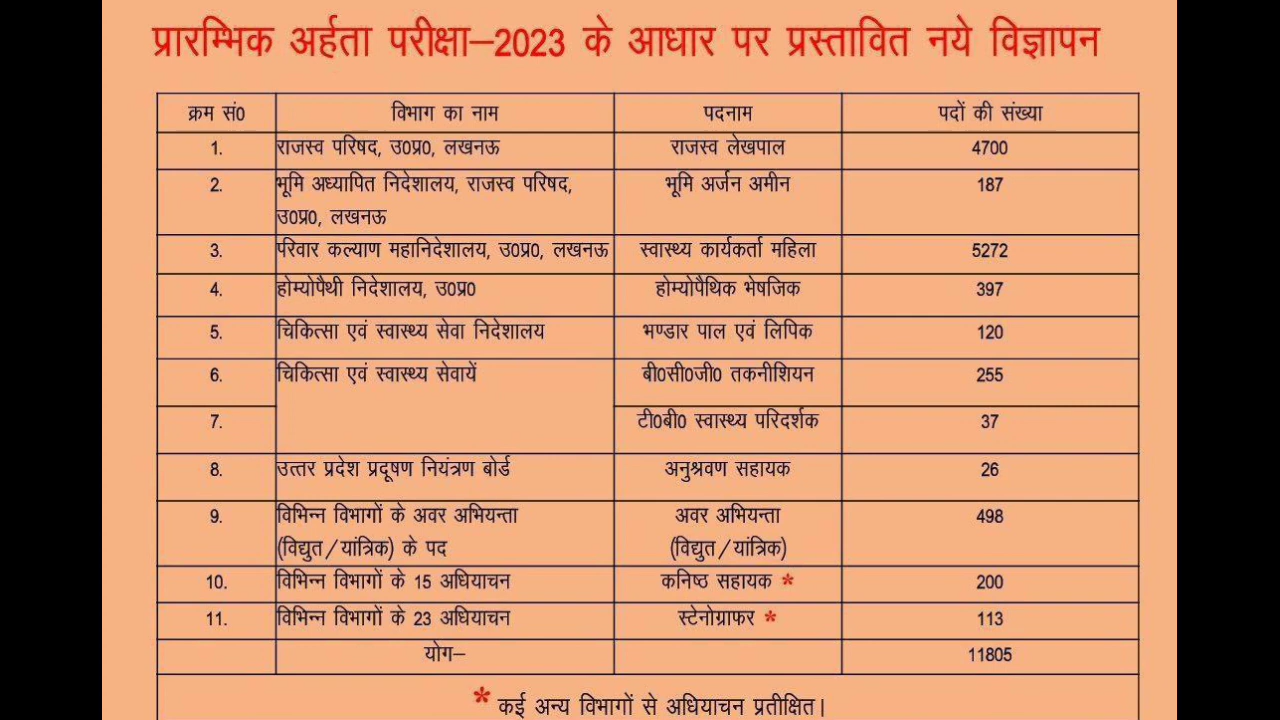 प्रारम्भिक अर्हता परीक्षा–2023 के आधार पर प्रस्तावित नये विज्ञापन
क्रम सं0 विभाग का नाम पदनाम पदों की संख्या
1. राजस्व परिषद, उ0प्र0, लखनऊ राजस्व लेखपाल 4700
2. भूमि अध्यापित निदेशालय, राजस्व परिषद, भूमि अर्जन अमीन 187
उ0प्र0, लखनऊ
3. परिवार कल्याण महानिदेशालय, उ0प्र0, लखनऊ स्वास्थ्य कार्यकर्ता महिला 5272
4. होम्योपैथी निदेशालय, उ0प्र0 होम्योपैथिक भेषजिक 397
5. चिकित्सा एवं स्वास्थ्य सेवा निदेशालय भण्डार पाल एवं लिपिक 120
6. चिकित्सा एवं स्वास्थ्य सेवायें बी0सी0जी0 तकनीशियन 255
7. टी0बी0 स्वास्थ्य परिदर्शक 37
8. उत्तर प्रदेश प्रदूषण नियंत्रण बोर्ड अनुश्रवण सहायक 26
9. विभिन्न विभागों के अवर अभियन्ता अवर अभियन्ता 498
(विद्युत/यांत्रिक) के पद (विद्युत/यांत्रिक)
10. विभिन्न विभागों के 15 अधियाचन कनिष्ठ सहायक * 200
11. विभिन्न विभागों के 23 अधियाचन स्टेनोग्राफर * 113
योग– 11805
* कई अन्य विभागों से अधियाचन प्रतीक्षित।